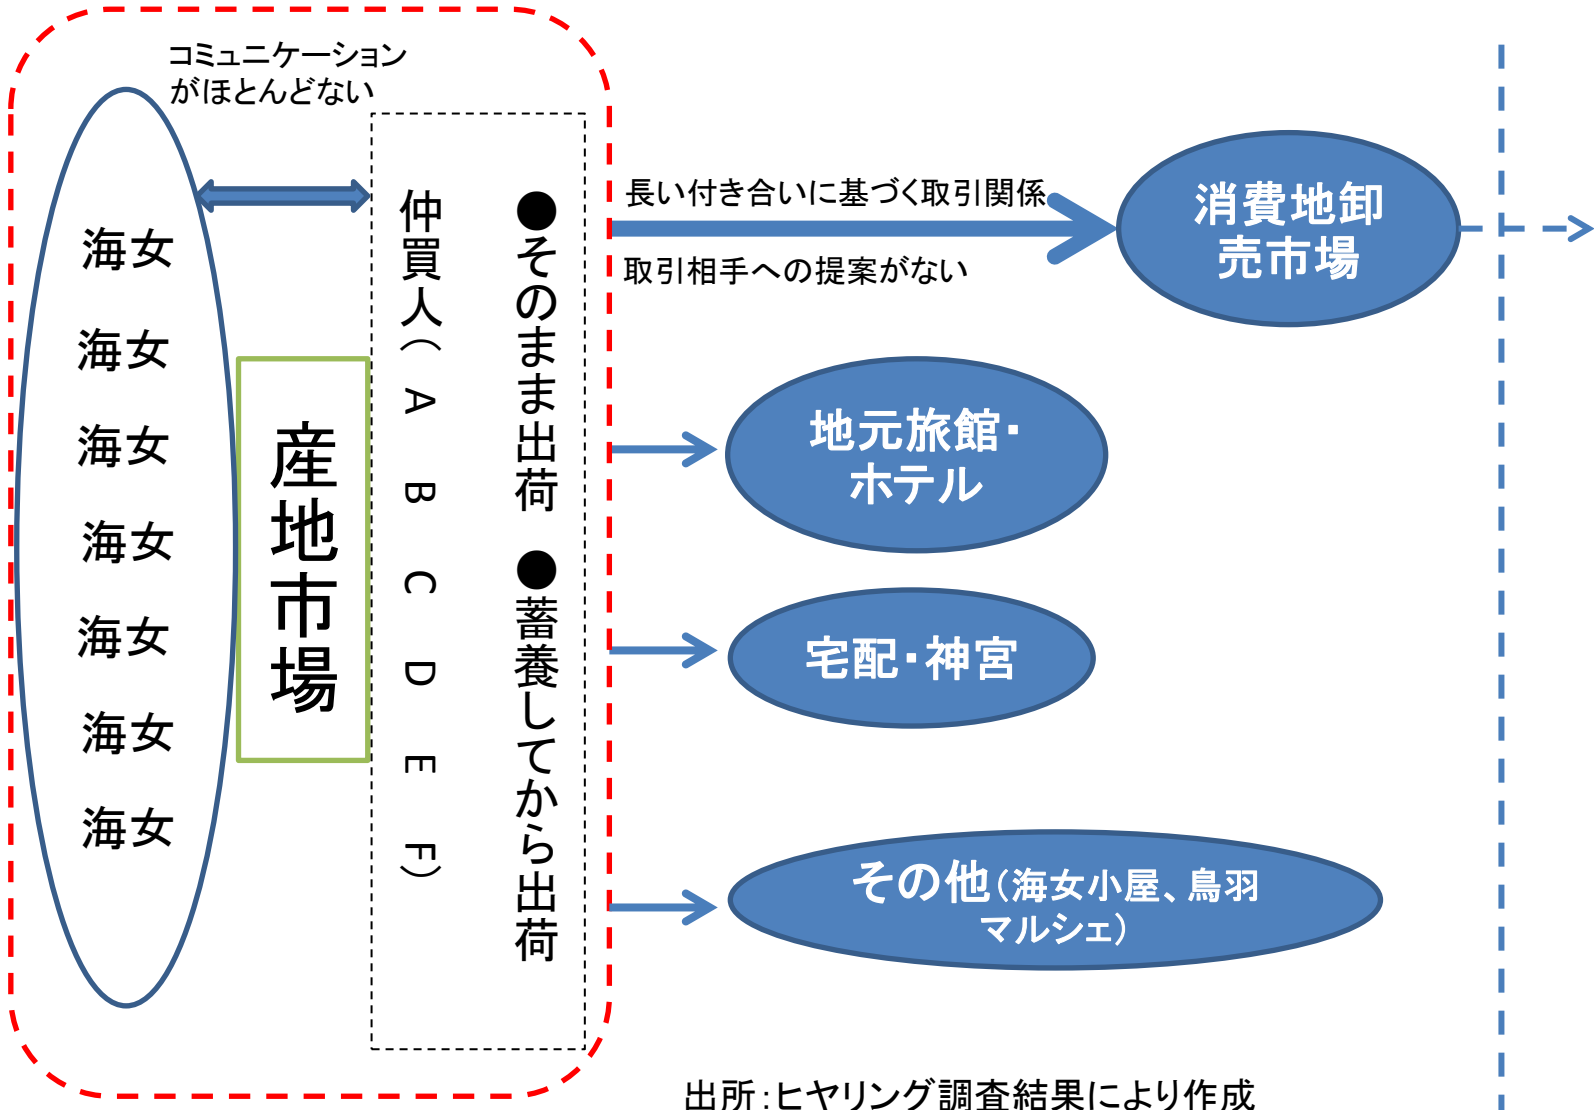 コミュニケーション
がほとんどない
海女
海女
海女
海女
海女
海女
海女
産地市場
仲買人(A B C D E F)
●そのまま出荷 ●蓄養してから出荷
長い付き合いに基づく取引関係
取引相手への提案がない
消費地卸
売市場
地元旅館・
ホテル
宅配・神宮
その他(海女小屋、鳥羽
マルシェ)
出所:ヒヤリング調査結果により作成